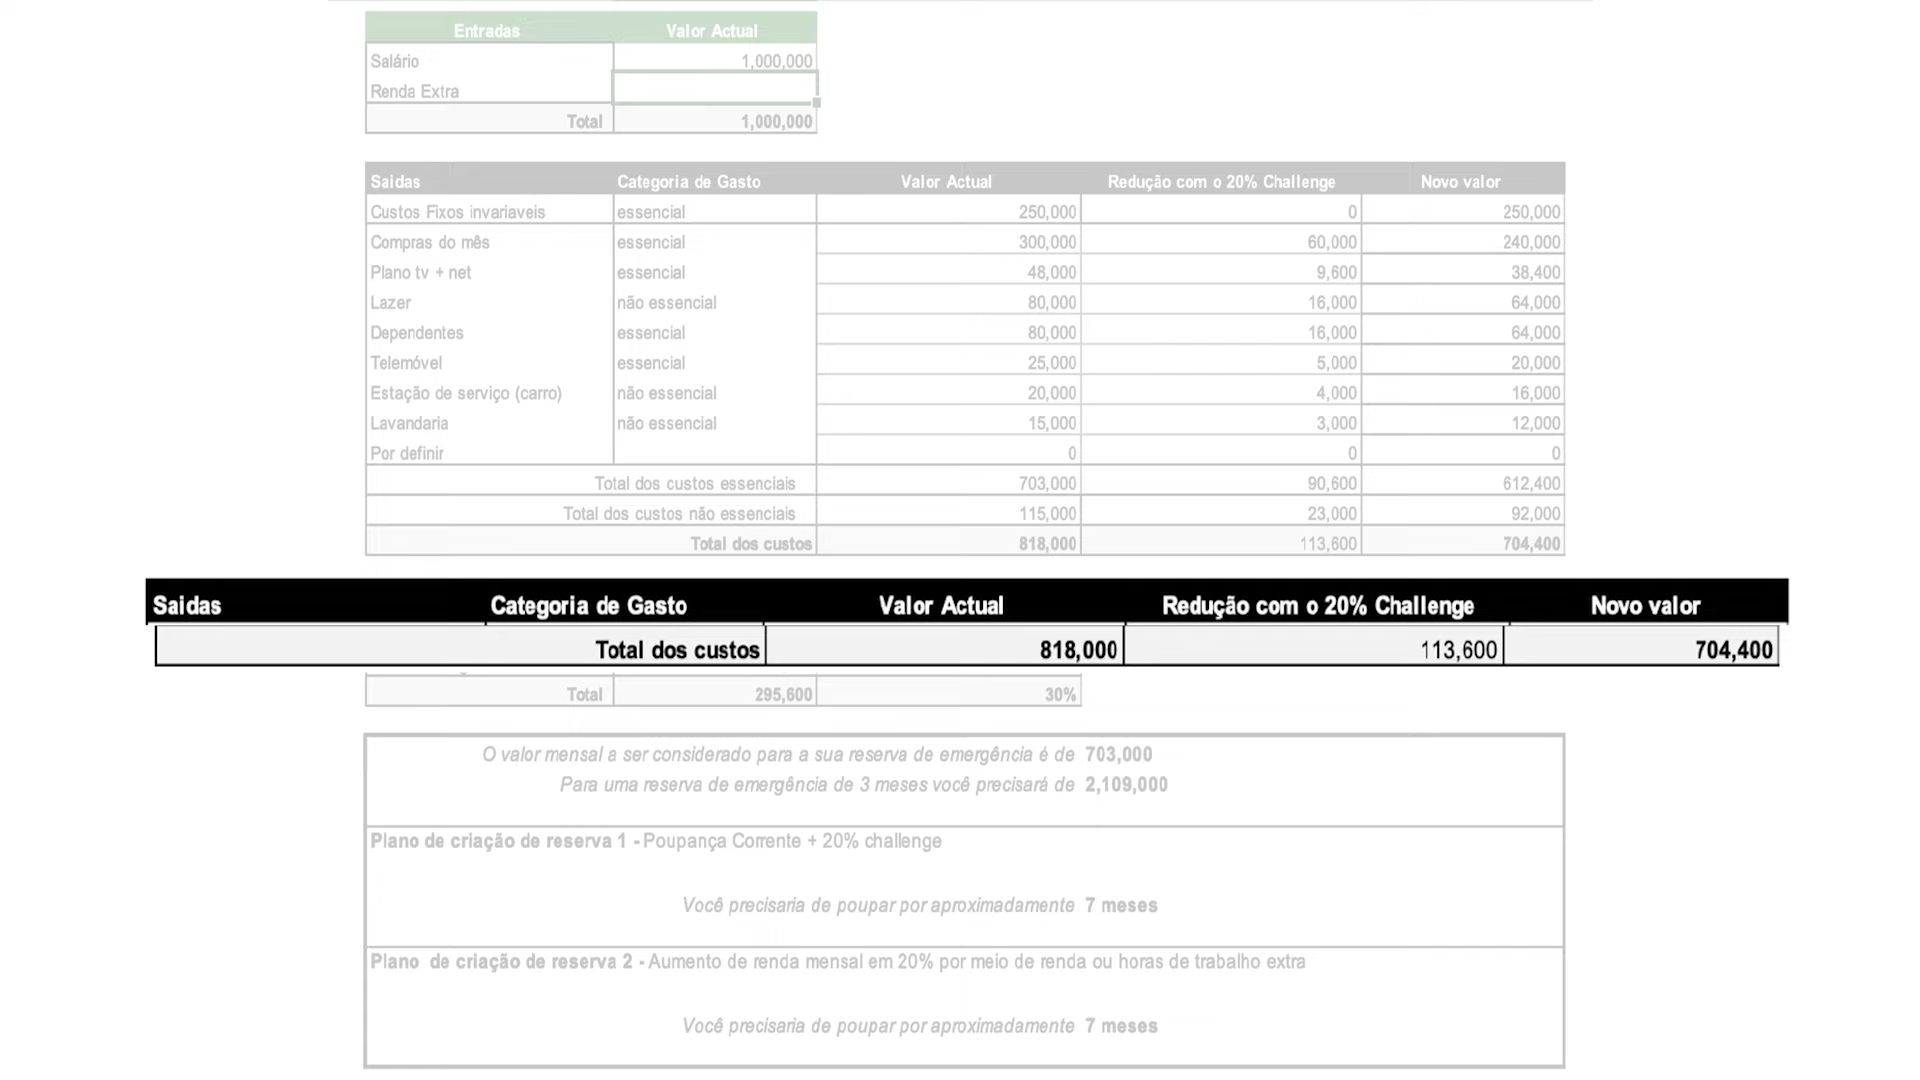 Entradas Valor Actual
Salário 1,000,000
Renda Extra
Total 1,000,000
Saidas Categoria de Gasto Valor Actual Redução com o 20% Challenge Novo valor
Custos Fixos invariaveis essencial 250,000 0 250,000
Compras do mês essencial 300,000 60,000 240,000
Plano tv + net essencial 48,000 9,600 38,400
Lazer não essencial 80,000 16,000 64,000
Dependentes essencial 80,000 16,000 64,000
Telemóvel essencial 25,000 5,000 20,000
Estação de serviço (carro) não essencial 20,000 4,000 16,000
Lavandaria não essencial 15,000 3,000 12,000
Por definir 0 0 0
Total dos custos essenciais 703,000 90,600 612,400
Total dos custos não essenciais 115,000 23,000 92,000
Total dos custos 818,000 113,600 704,400
Saidas Categoria de Gasto Valor Actual Redução com o 20% Challenge Novo valor
Total dos custos 818,000 113,600 704,400
Total 295,600 30%
O valor mensal a ser considerado para a sua reserva de emergência é de 703,000
Para uma reserva de emergência de 3 meses você precisará de 2,109,000
Plano de criação de reserva 1 - Poupança Corrente + 20% challenge
Você precisaria de poupar por aproximadamente 7 meses
Plano de criação de reserva 2 - Aumento de renda mensal em 20% por meio de renda ou horas de trabalho extra
Você precisaria de poupar por aproximadamente 7 meses